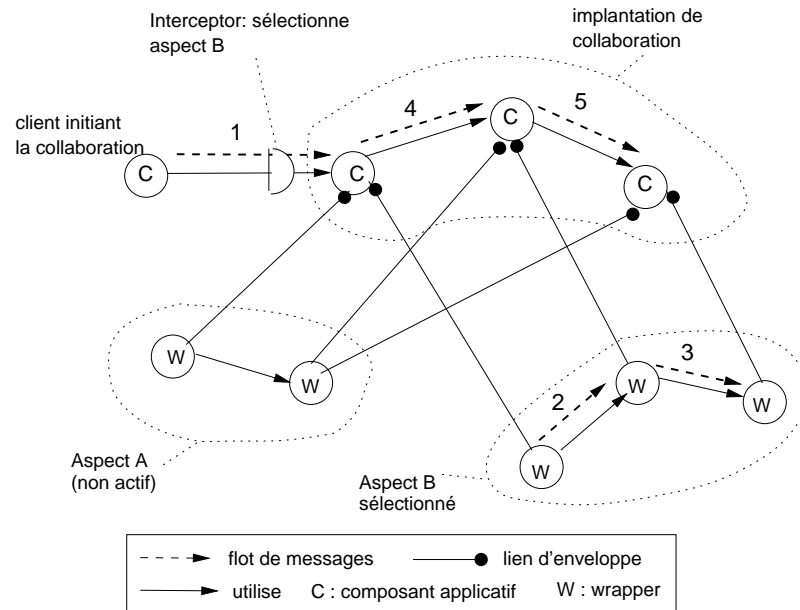 Interceptor: sélectionne
aspect B
implantation de
collaboration
client initiant
la collaboration
1
4
5
C
C
C
C
W
W
2
3
W
W
W
Aspect A
(non actif)
Aspect B
sélectionné
flot de messages
lien d'enveloppe
utilise
C : composant applicatif
W : wrapper